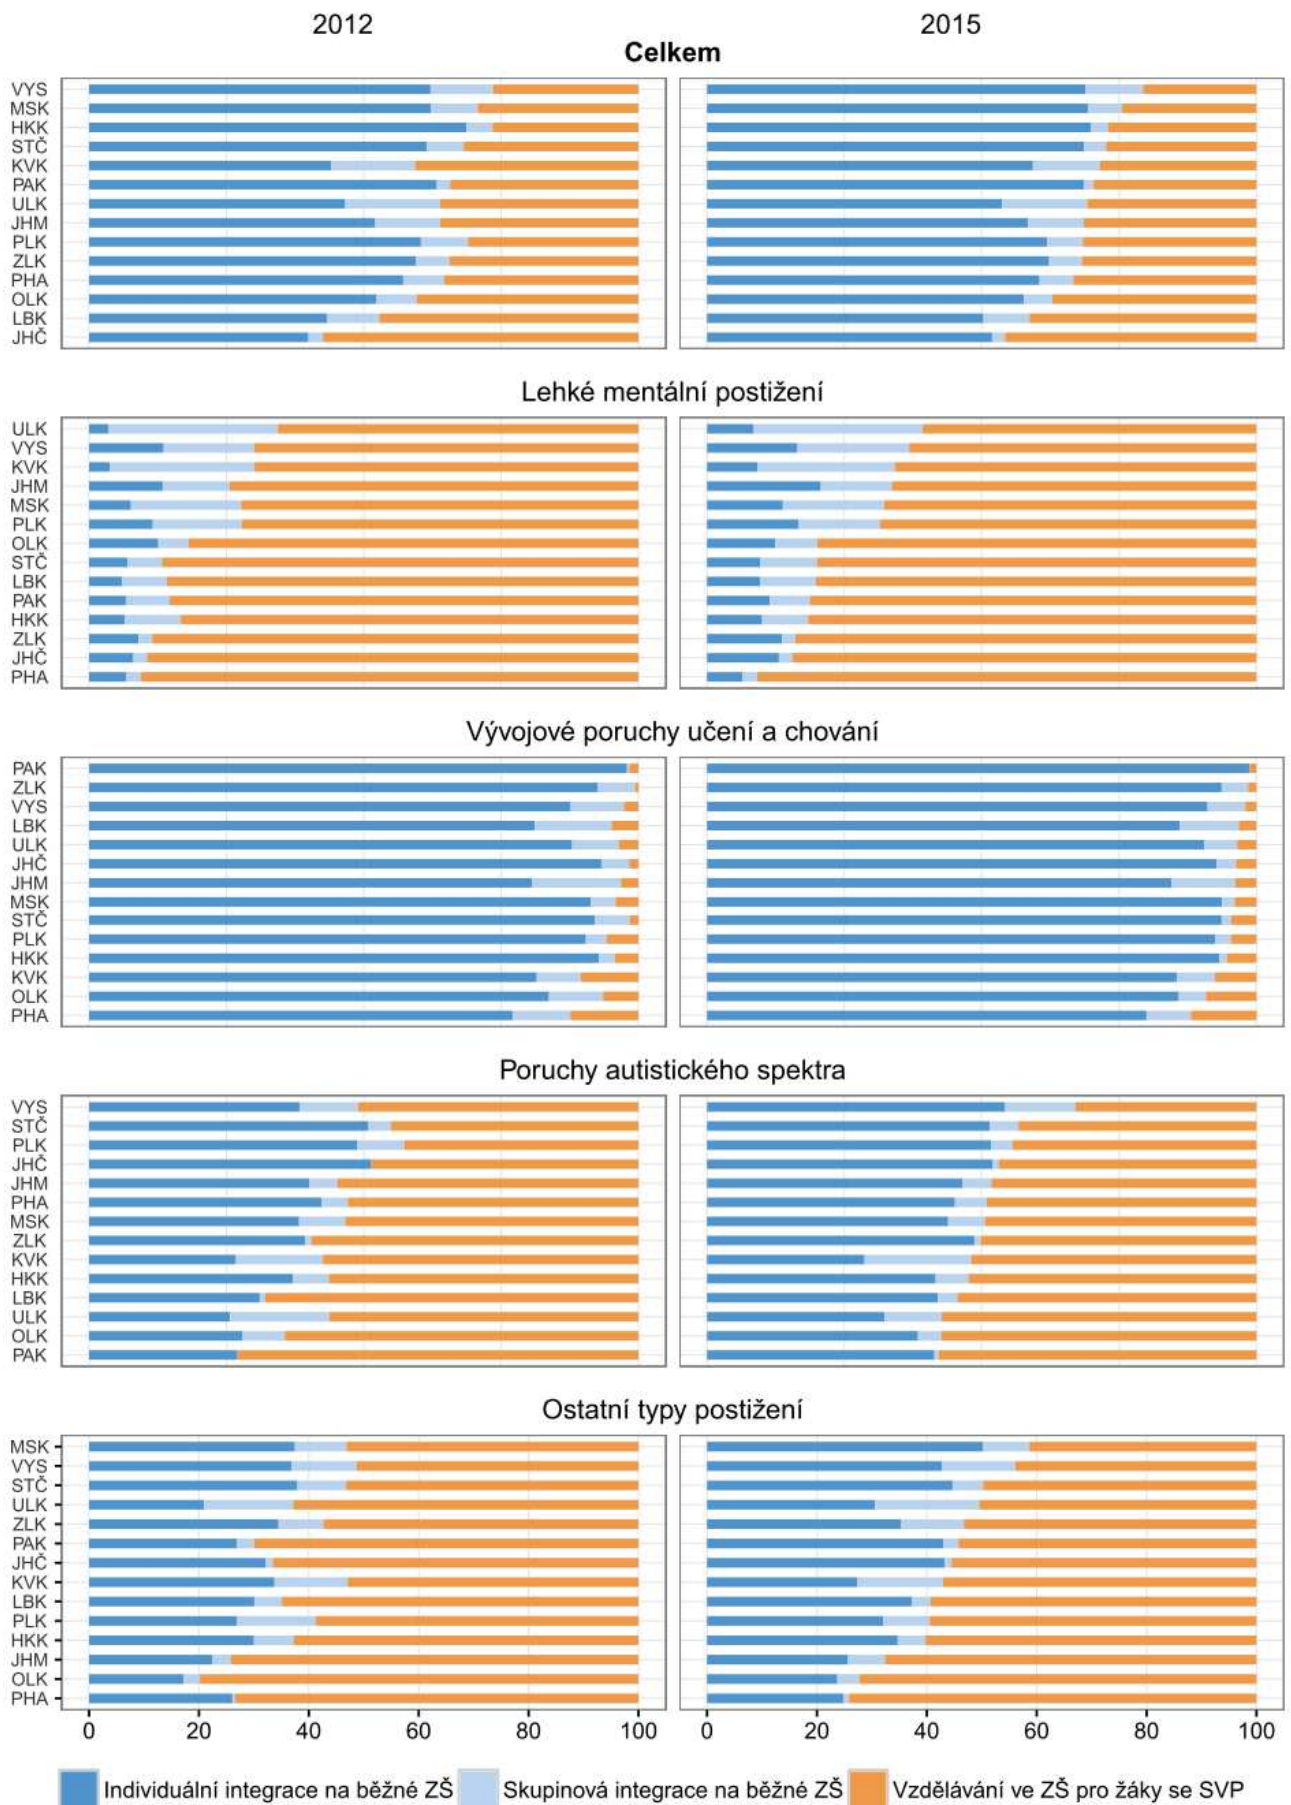 2012 2015
Celkem
VYS
MSK
HKK
STČ
KVK
PAK
ULK
JHM
PLK
ZLK
PHA
OLK
LBK
JHČ
Lehké mentální postižení
ULK
VYS
KVK
JHM
MSK
PLK
OLK
STČ
LBK
PAK
HKK
ZLK
JHČ
PHA
Vývojové poruchy učení a chování
PAK
ZLK
VYS
LBK
ULK
JHČ
JHM
MSK
STČ
PLK
HKK
KVK
OLK
PHA
Poruchy autistického spektra
VYS
STČ
PLK
JHČ
JHM
PHA
MSK
ZLK
KVK
HKK
LBK
ULK
OLK
PAK
Ostatní typy postižení
MSK
VYS
STČ
ULK
ZLK
PAK
JHČ
KVK
LBK
PLK
HKK
JHM
OLK
PHA
0 20 40 60 80 100 0 20 40 60 80 100
Individuální integrace na běžné ZŠ Skupinová integrace na běžné ZŠ Vzdělávání ve ZŠ pro žáky se SVP